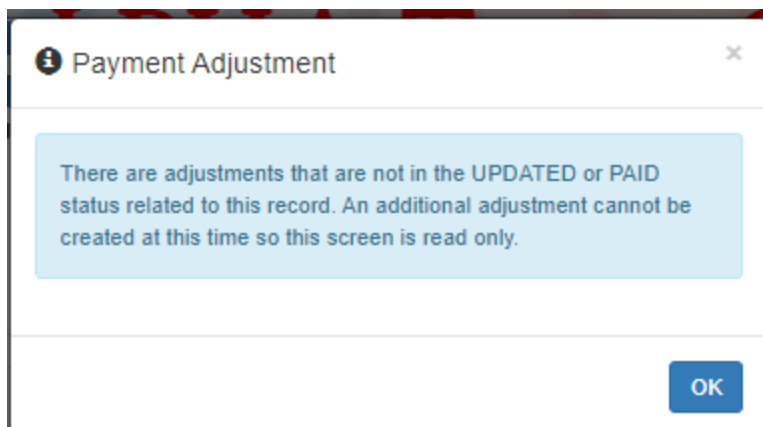 Payment Adjustment
×
There are adjustments that are not in the UPDATED or PAID
status related to this record. An additional adjustment cannot be
created at this time so this screen is read only.
OK